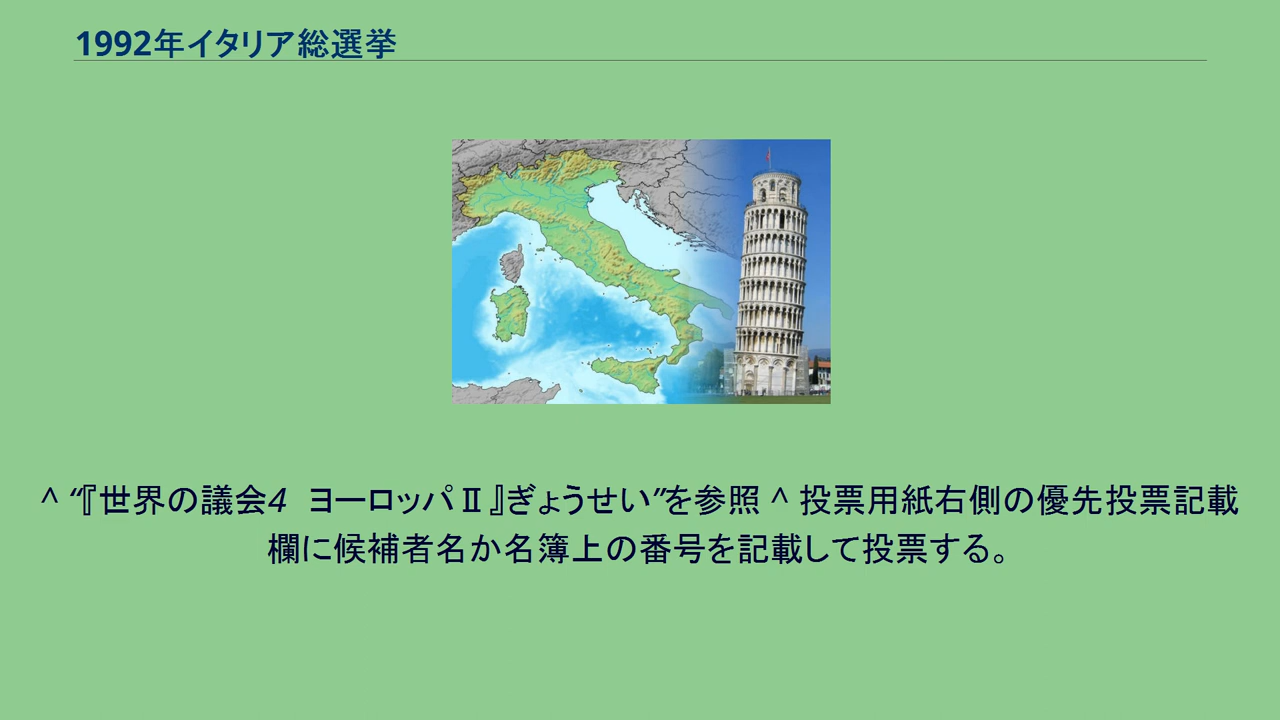 1992年イタリア総選挙
^ “『世界の議会4 ヨーロッパⅡ』ぎょうせい”を参照 ^ 投票用紙右側の優先投票記載
欄に候補者名か名簿上の番号を記載して投票する。